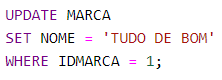 UPDATE MARCA
SET NOME = 'TUDO DE BOM'
WHERE IDMARCA = 1;